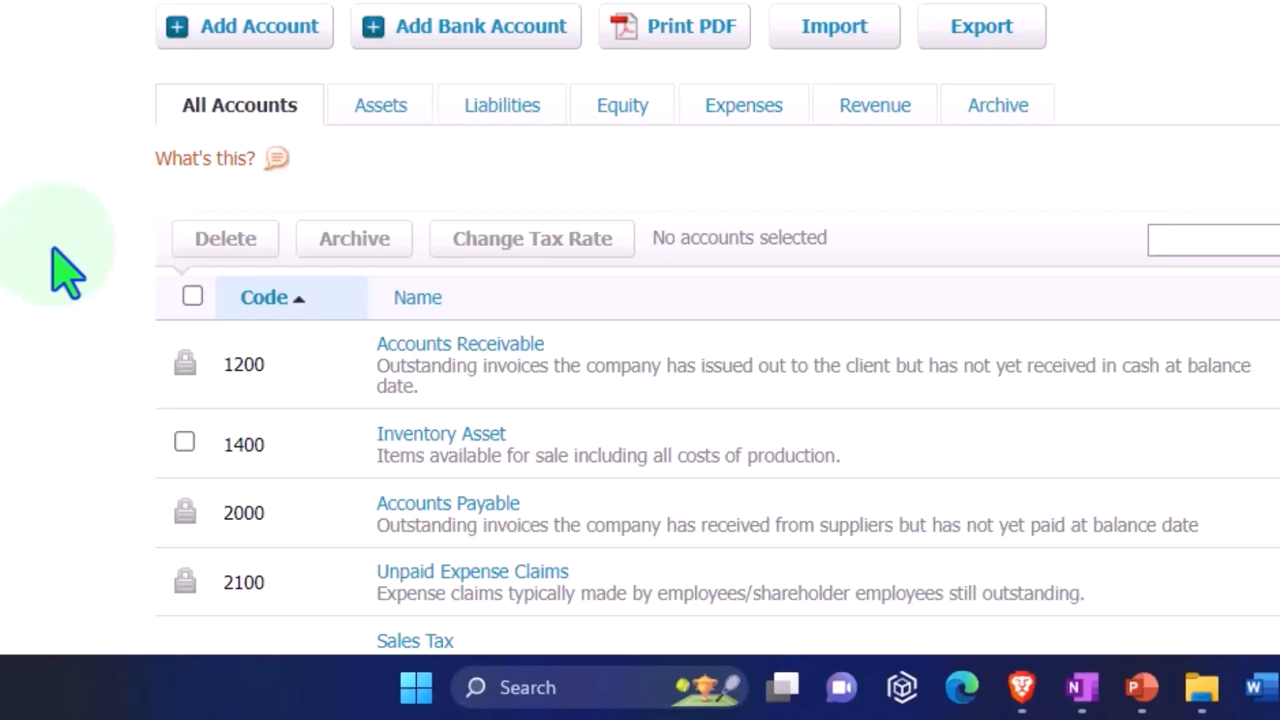 Add Account Add Bank Account Print PDF Import Export
All Accounts Assets Liabilities Equity Expenses Revenue Archive
What's this?
Delete Archive Change Tax Rate No accounts selected
Code Name
1200 Accounts Receivable
Outstanding invoices the company has issued out to the client but has not yet received in cash at balance
date.
1400 Inventory Asset
Items available for sale including all costs of production.
2000 Accounts Payable
Outstanding invoices the company has received from suppliers but has not yet paid at balance date
2100 Unpaid Expense Claims
Expense claims typically made by employees/shareholder employees still outstanding.
Sales Tax
Search N P W